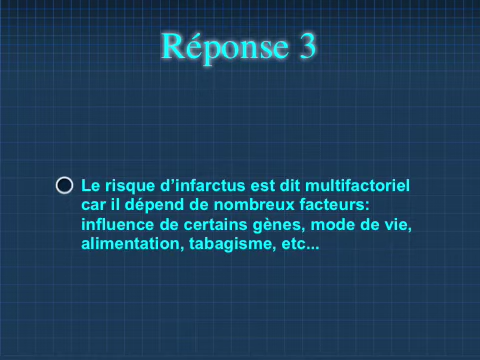 Réponse 3
Le risque d’infarctus est dit multifactoriel
car il dépend de nombreux facteurs:
influence de certains gènes, mode de vie,
alimentation, tabagisme, etc...